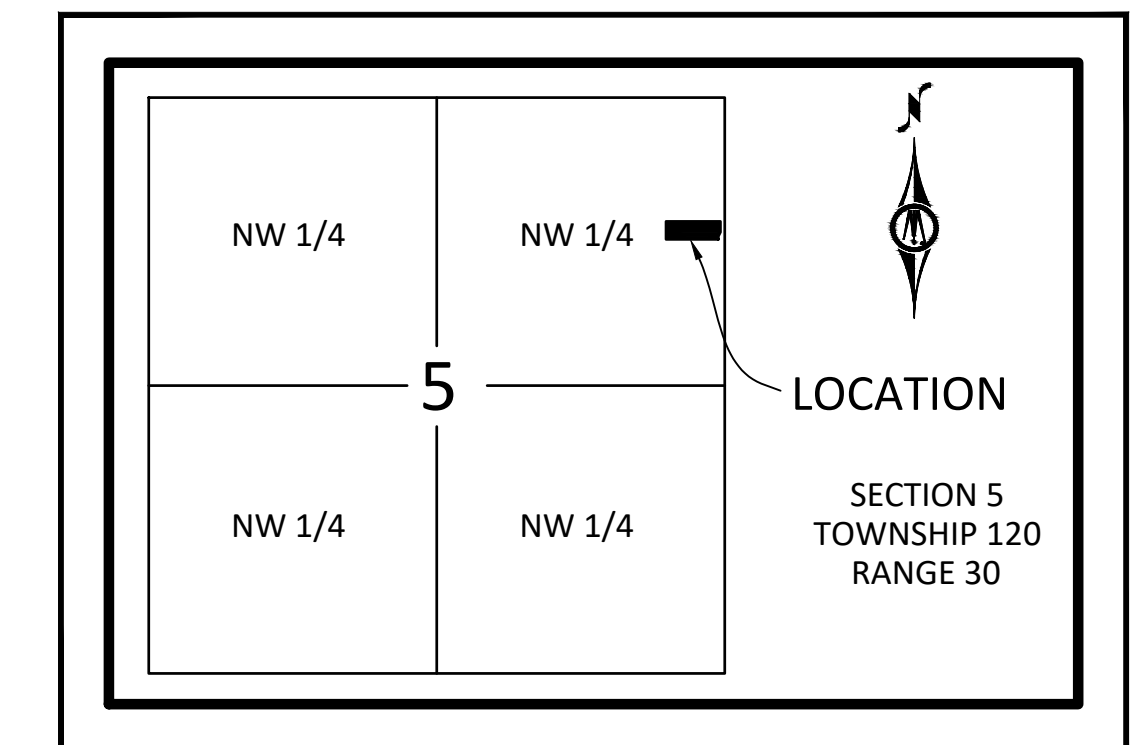 N
NW 1/4
NW 1/4
5
LOCATION
NW 1/4
NW 1/4
SECTION 5
TOWNSHIP 120
RANGE 30